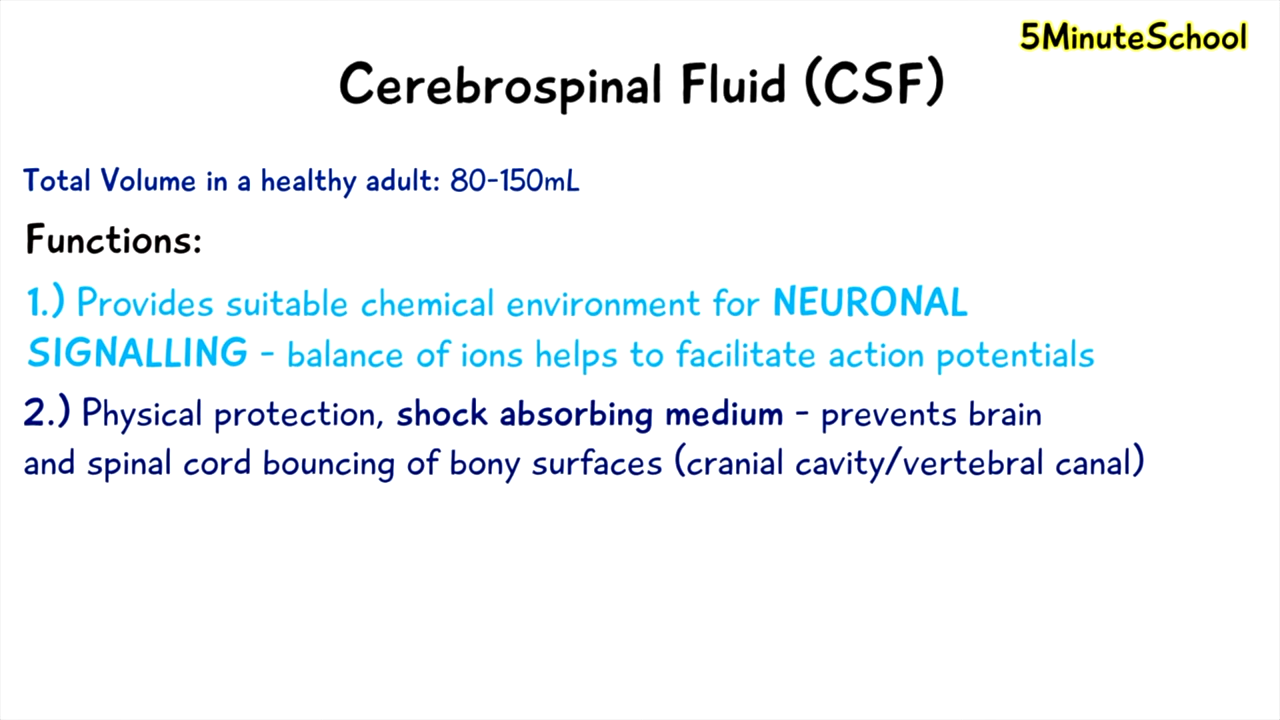 5MinuteSchool
Cerebrospinal Fluid (CSF)
Total Volume in a healthy adult: 80-150mL
Functions:
1.) Provides suitable chemical environment for NEURONAL
SIGNALLING - balance of ions helps to facilitate action potentials
2.) Physical protection, shock absorbing medium - prevents brain
and spinal cord bouncing of bony surfaces (cranial cavity/vertebral canal)